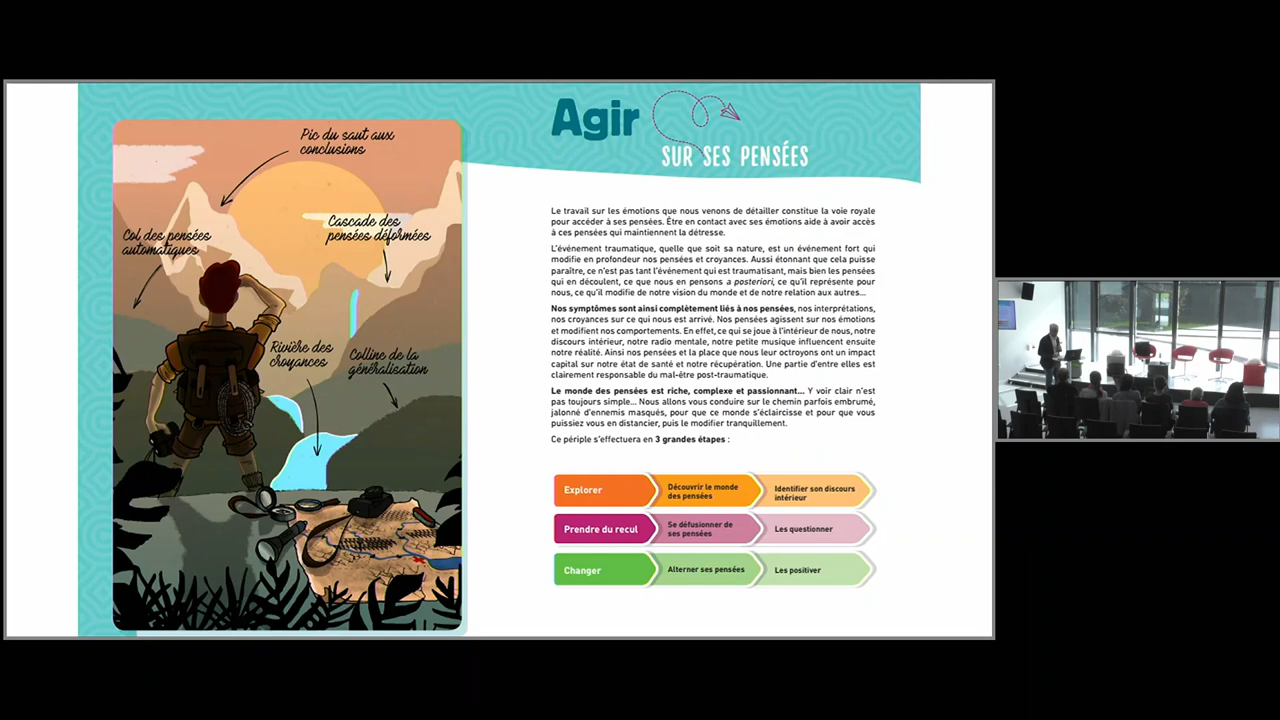 Pic du saut aux
conclusions
Col des pensées
automatiques
Cascade des
pensées déformées
Rivière des
croyances
Colline de la
généralisation
Agir
SUR SES PENSÉES
Le travail sur les émotions que nous venons de détailler constitue la voie royale
pour accéder à ses pensées. Être en contact avec ses émotions aide à avoir accès
à ces pensées qui maintiennent la détresse.
L'événement traumatique, quelle que soit sa nature, est un événement fort qui
modifie en profondeur nos pensées et croyances. Aussi étonnant que cela puisse
paraître, ce n'est pas tant l'événement qui est traumatisant, mais bien les pensées
qui en découlent, ce que nous en pensons a posteriori, ce qu'il représente pour
nous, ce qu'il modifie de notre vision du monde et de notre relation aux autres...
Nos symptômes sont ainsi complètement liés à nos pensées, nos interprétations,
nos croyances sur ce qui nous est arrivé. Nos pensées agissent sur nos émotions
et modifient nos comportements. En effet, ce qui se joue à l'intérieur de nous, notre
discours intérieur, notre radio mentale, notre petite musique influencent ensuite
notre réalité. Ainsi nos pensées et la place que nous leur octroyons ont un impact
capital sur notre état de santé et notre récupération. Une partie d'entre elles est
clairement responsable du mal-être post-traumatique.
Le monde des pensées est riche, complexe et passionnant... Y voir clair n'est
pas toujours simple... Nous allons vous conduire sur le chemin parfois embrumé,
jalonné d'ennemis masqués, pour que ce monde s'éclaircisse et pour que vous
puissiez vous en distancier, puis le modifier tranquillement.
Ce périple s'effectuera en 3 grandes étapes :
Explorer
Découvrir le monde
des pensées
Identifier son discours
intérieur
Prendre du recul
Se défusionner de
ses pensées
Les questionner
Changer
Alterner ses pensées
Les positiver